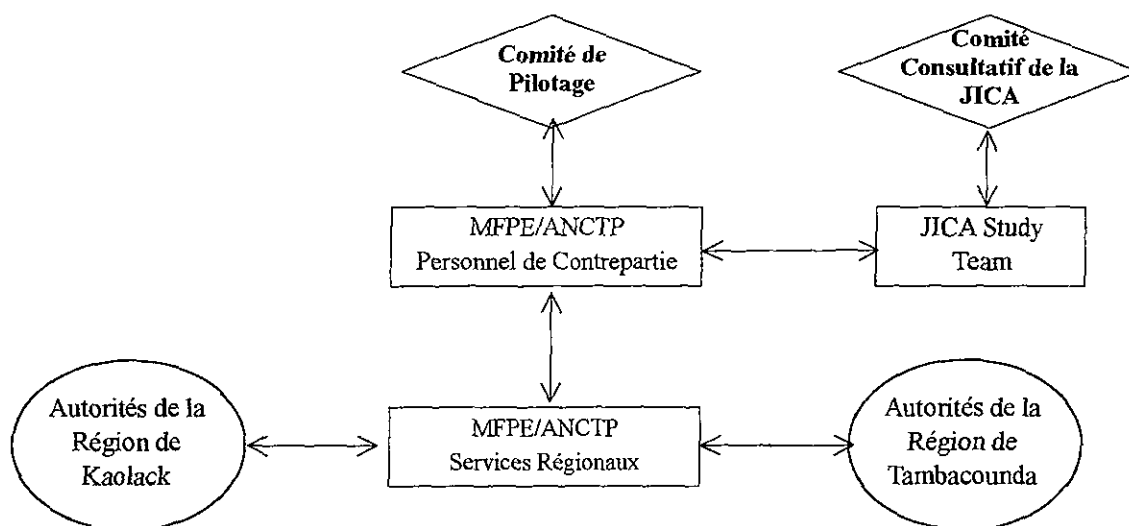 Comité de
Pilotage
Comité
Consultatif de la
JICA
MFPE/ANCTP
Personnel de Contrepartie
JICA Study
Team
Autorités de la
Région de
Kaolack
MFPE/ANCTP
Services Régionaux
Autorités de la
Région de
Tambacounda